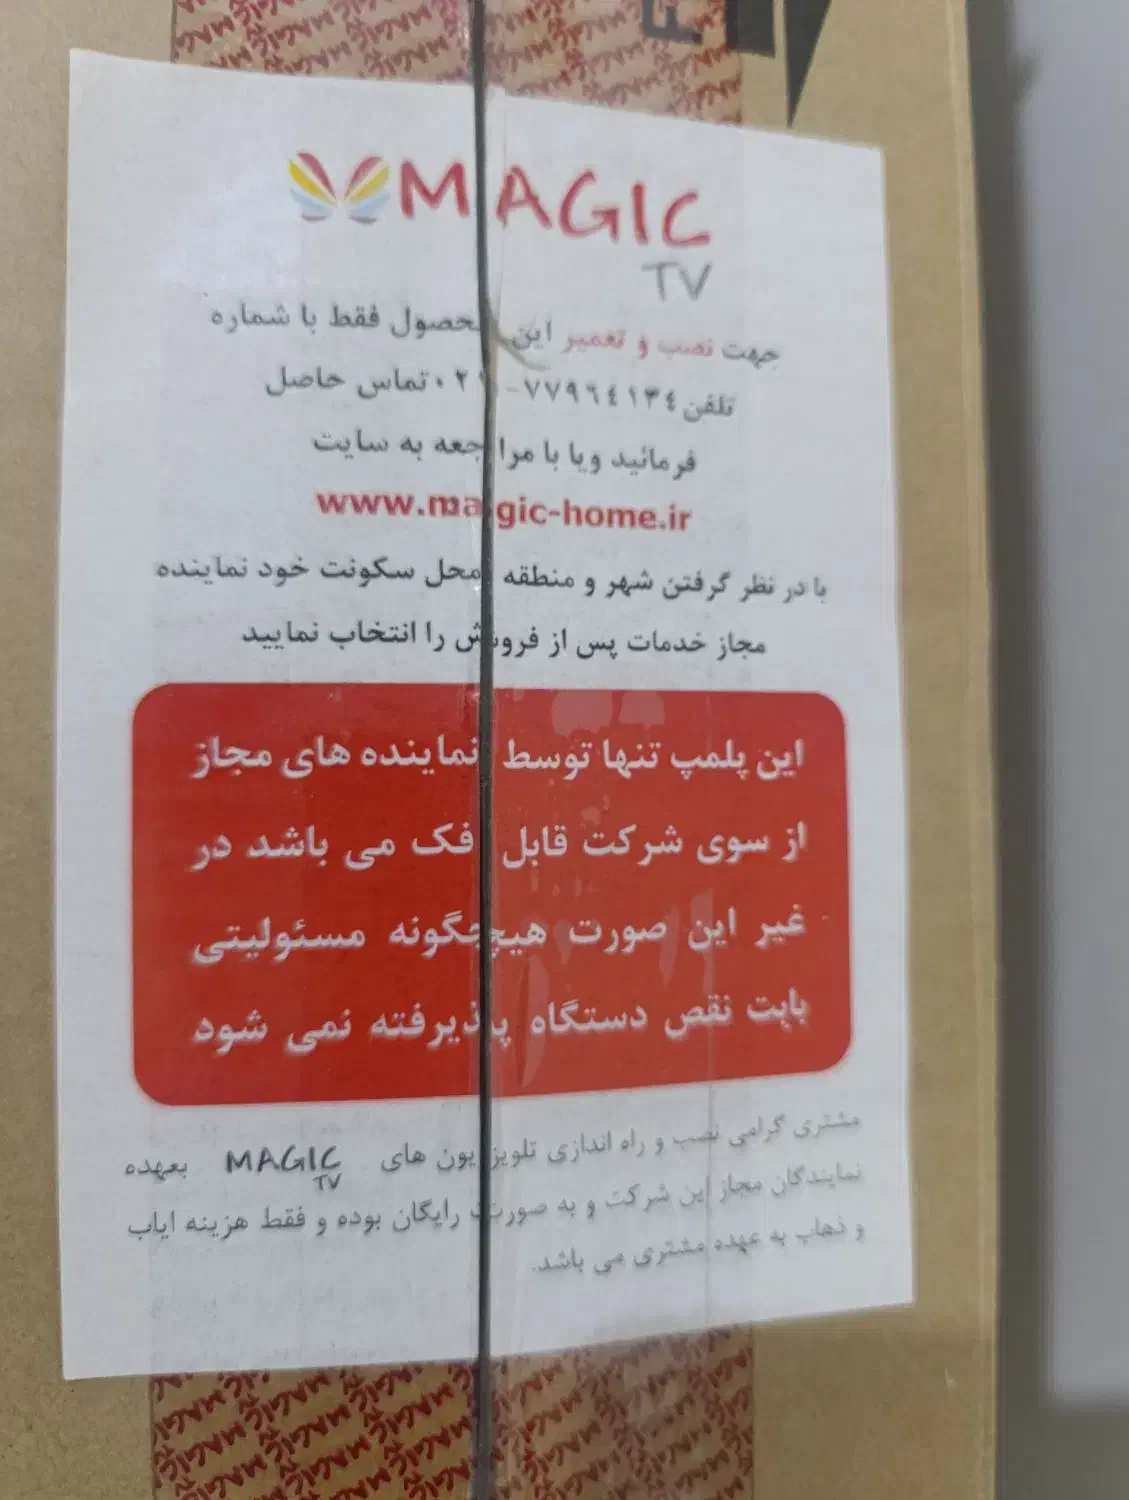 MAGIC
TV
جهت نصب و تعمیر این محصول فقط با شماره
تلفن ۷۷۹۶٤۱۳٤-۰۲۱ تماس حاصل
فرمائید ویا با مراجعه به سایت
www.magic-home.ir
با در نظر گرفتن شهر و منطقه محل سکونت خود نماینده
مجاز خدمات پس از فروش را انتخاب نمایید
این پلمپ تنها توسط نماینده های مجاز
از سوی شرکت قابل فک می باشد در
غیر این صورت هیچگونه مسئولیتی
بابت نقص دستگاه پذیرفته نمی شود
مشتری گرامی نصب و راه اندازی تلویزیون های MAGIC TV بعهده
نمایندگان مجاز این شرکت و به صورت رایگان بوده و فقط هزینه ایاب
و ذهاب به عهده مشتری می باشد.